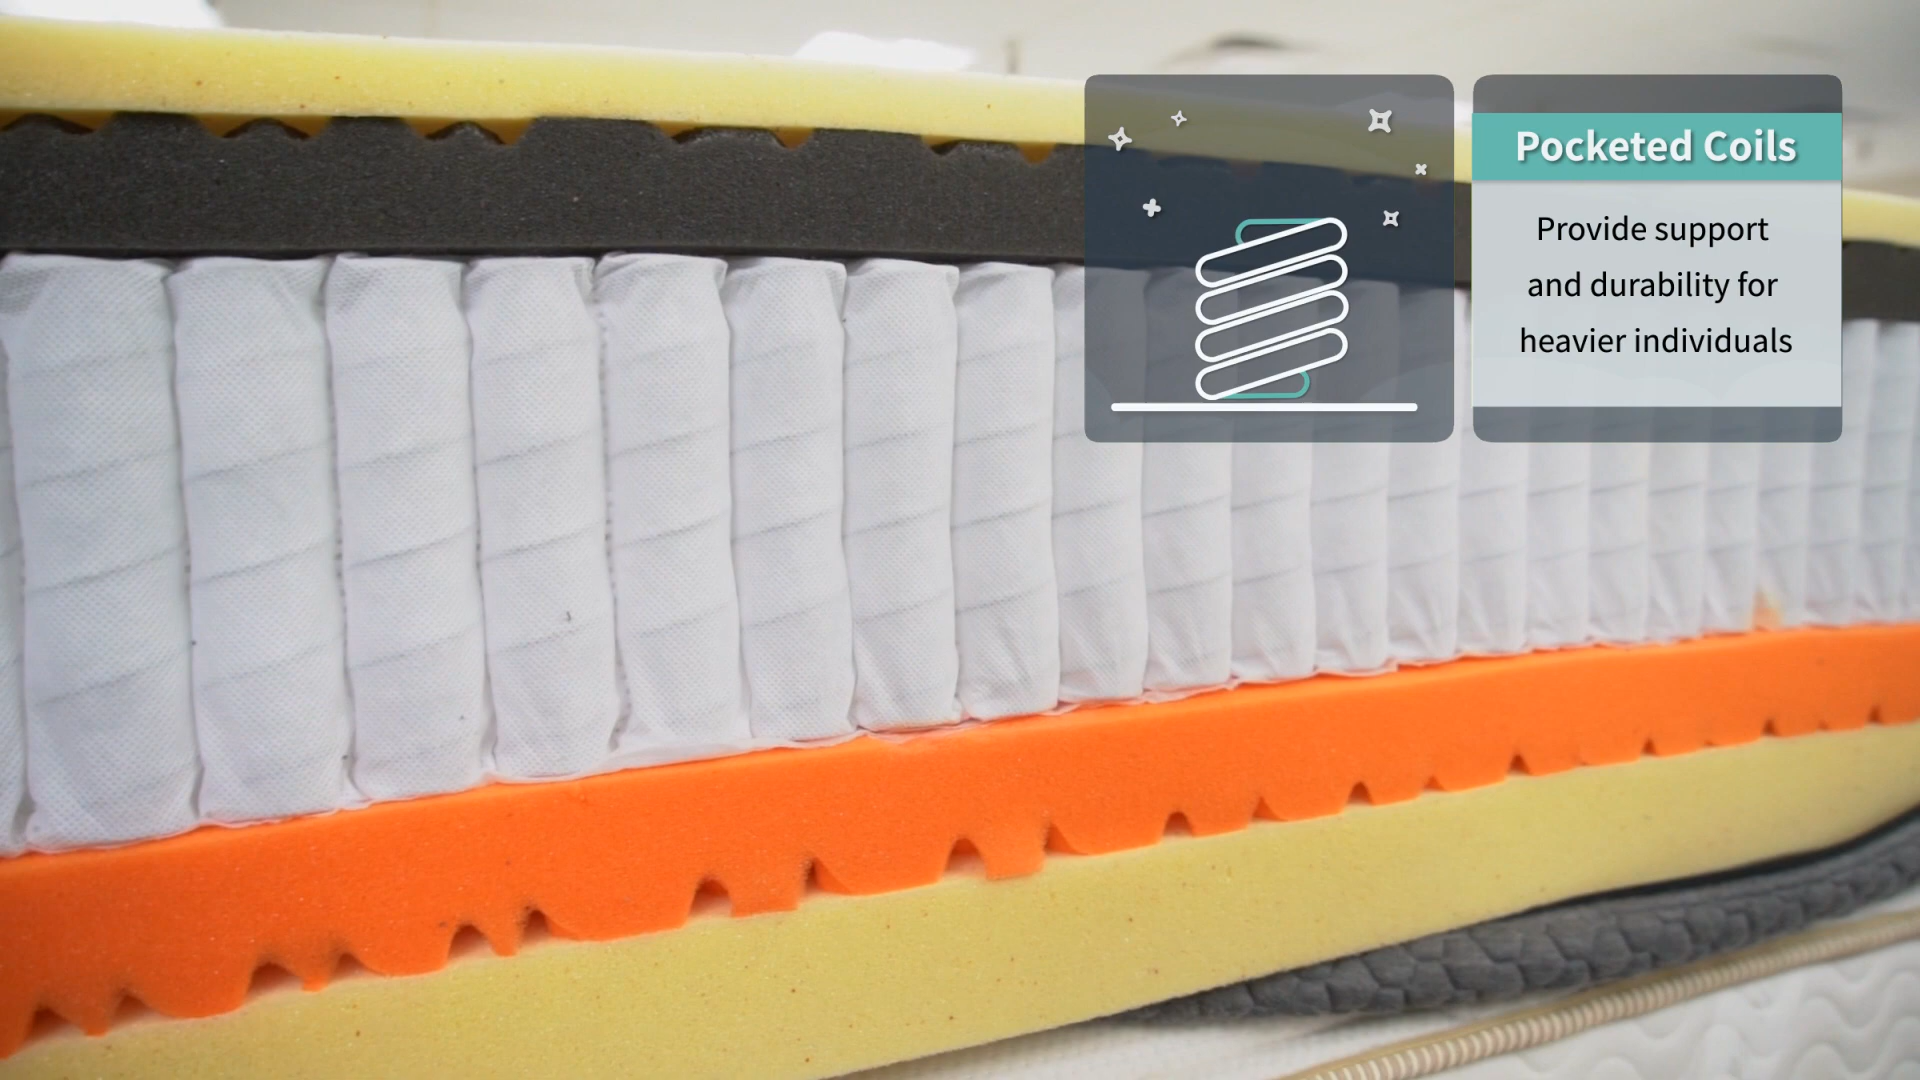 Pocketed Coils
Provide support
and durability for
heavier individuals